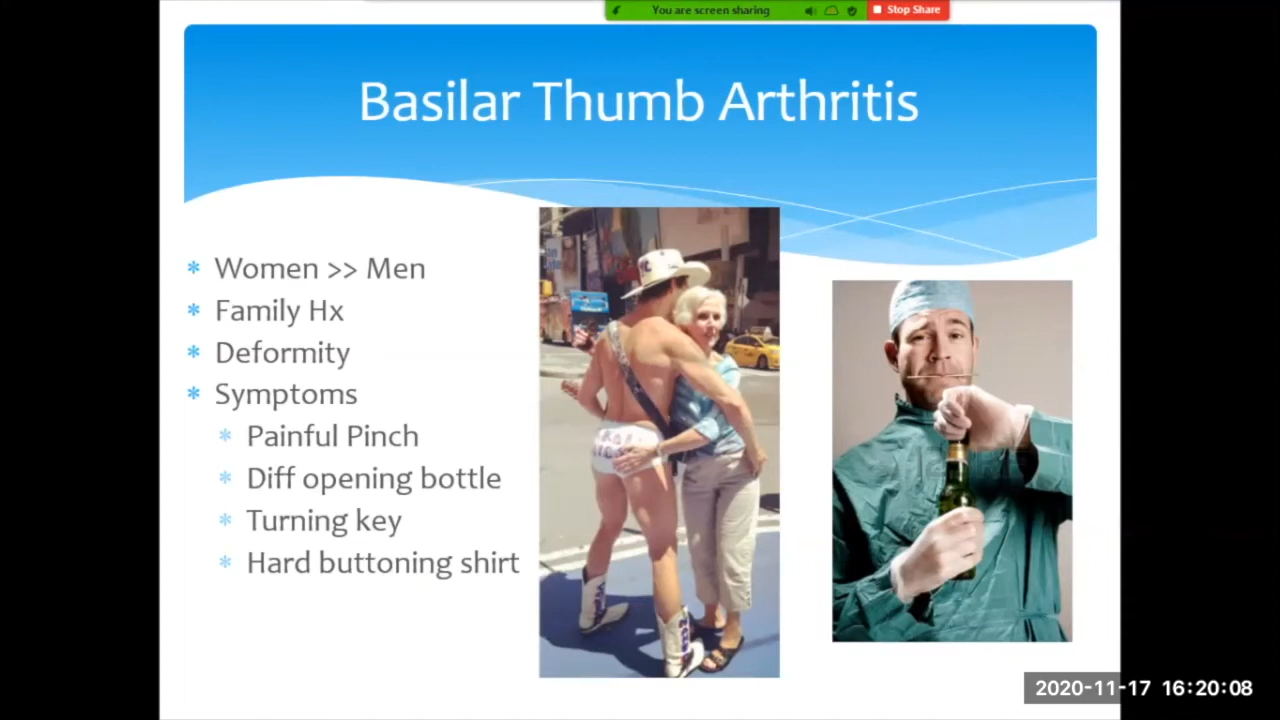 You are screen sharing
Stop Share
Basilar Thumb Arthritis
Women >> Men
Family Hx
Deformity
Symptoms
Painful Pinch
Diff opening bottle
Turning key
Hard buttoning shirt
2020-11-17 16:20:08